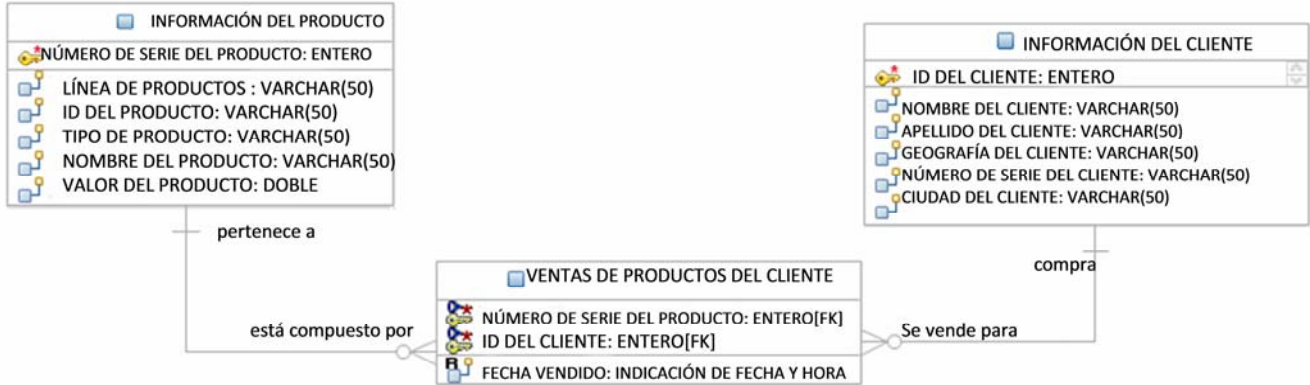 INFORMACIÓN DEL PRODUCTO
NÚMERO DE SERIE DEL PRODUCTO: ENTERO
LÍNEA DE PRODUCTOS : VARCHAR(50)
ID DEL PRODUCTO: VARCHAR(50)
TIPO DE PRODUCTO: VARCHAR(50)
NOMBRE DEL PRODUCTO: VARCHAR(50)
VALOR DEL PRODUCTO: DOBLE
INFORMACIÓN DEL CLIENTE
ID DEL CLIENTE: ENTERO
NOMBRE DEL CLIENTE: VARCHAR(50)
APELLIDO DEL CLIENTE: VARCHAR(50)
GEOGRAFÍA DEL CLIENTE: VARCHAR(50)
NÚMERO DE SERIE DEL CLIENTE: VARCHAR(50)
CIUDAD DEL CLIENTE: VARCHAR(50)
pertenece a
compra
VENTAS DE PRODUCTOS DEL CLIENTE
NÚMERO DE SERIE DEL PRODUCTO: ENTERO[FK]
ID DEL CLIENTE: ENTERO[FK]
FECHA VENDIDO: INDICACIÓN DE FECHA Y HORA
está compuesto por
Se vende para